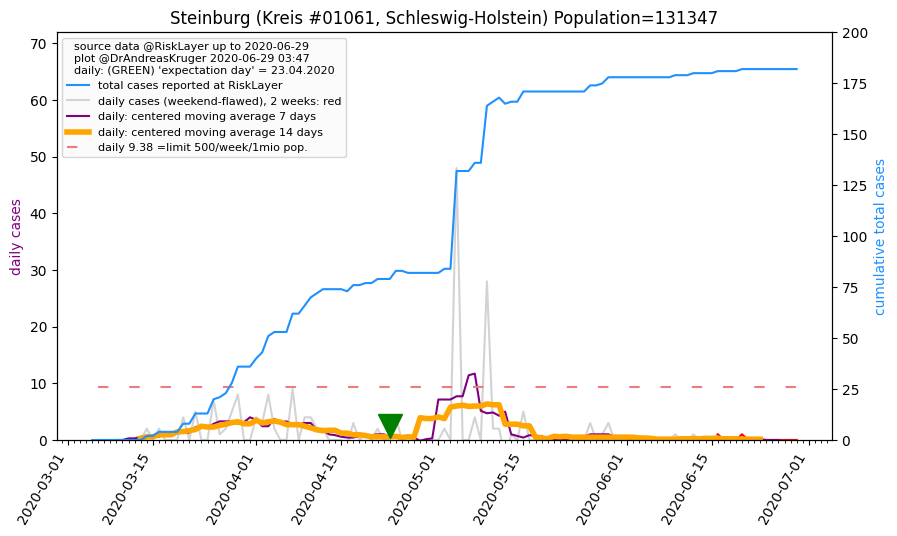 Steinburg (Kreis #01061, Schleswig-Holstein) Population=131347
source data @RiskLayer up to 2020-06-29
plot @DrAndreasKruger 2020-06-29 03:47
daily: (GREEN) 'expectation day' = 23.04.2020
total cases reported at RiskLayer
daily cases (weekend-flawed), 2 weeks: red
daily: centered moving average 7 days
daily: centered moving average 14 days
daily 9.38 =limit 500/week/1mio pop.
daily cases
70
60
50
40
30
20
10
0
cumulative total cases
200
175
150
125
100
75
50
25
0
2020-03-01
2020-03-15
2020-04-01
2020-04-15
2020-05-01
2020-05-15
2020-06-01
2020-06-15
2020-07-01